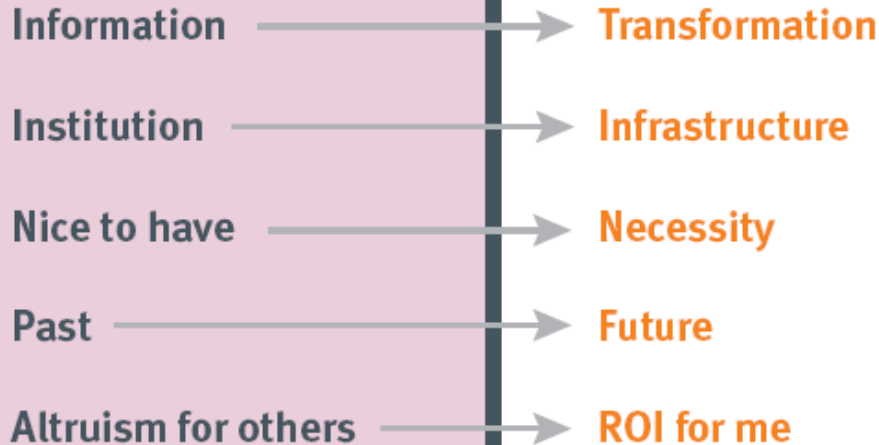 Information Transformation
Institution Infrastructure
Nice to have Necessity
Past Future
Altruism for others ROI for me